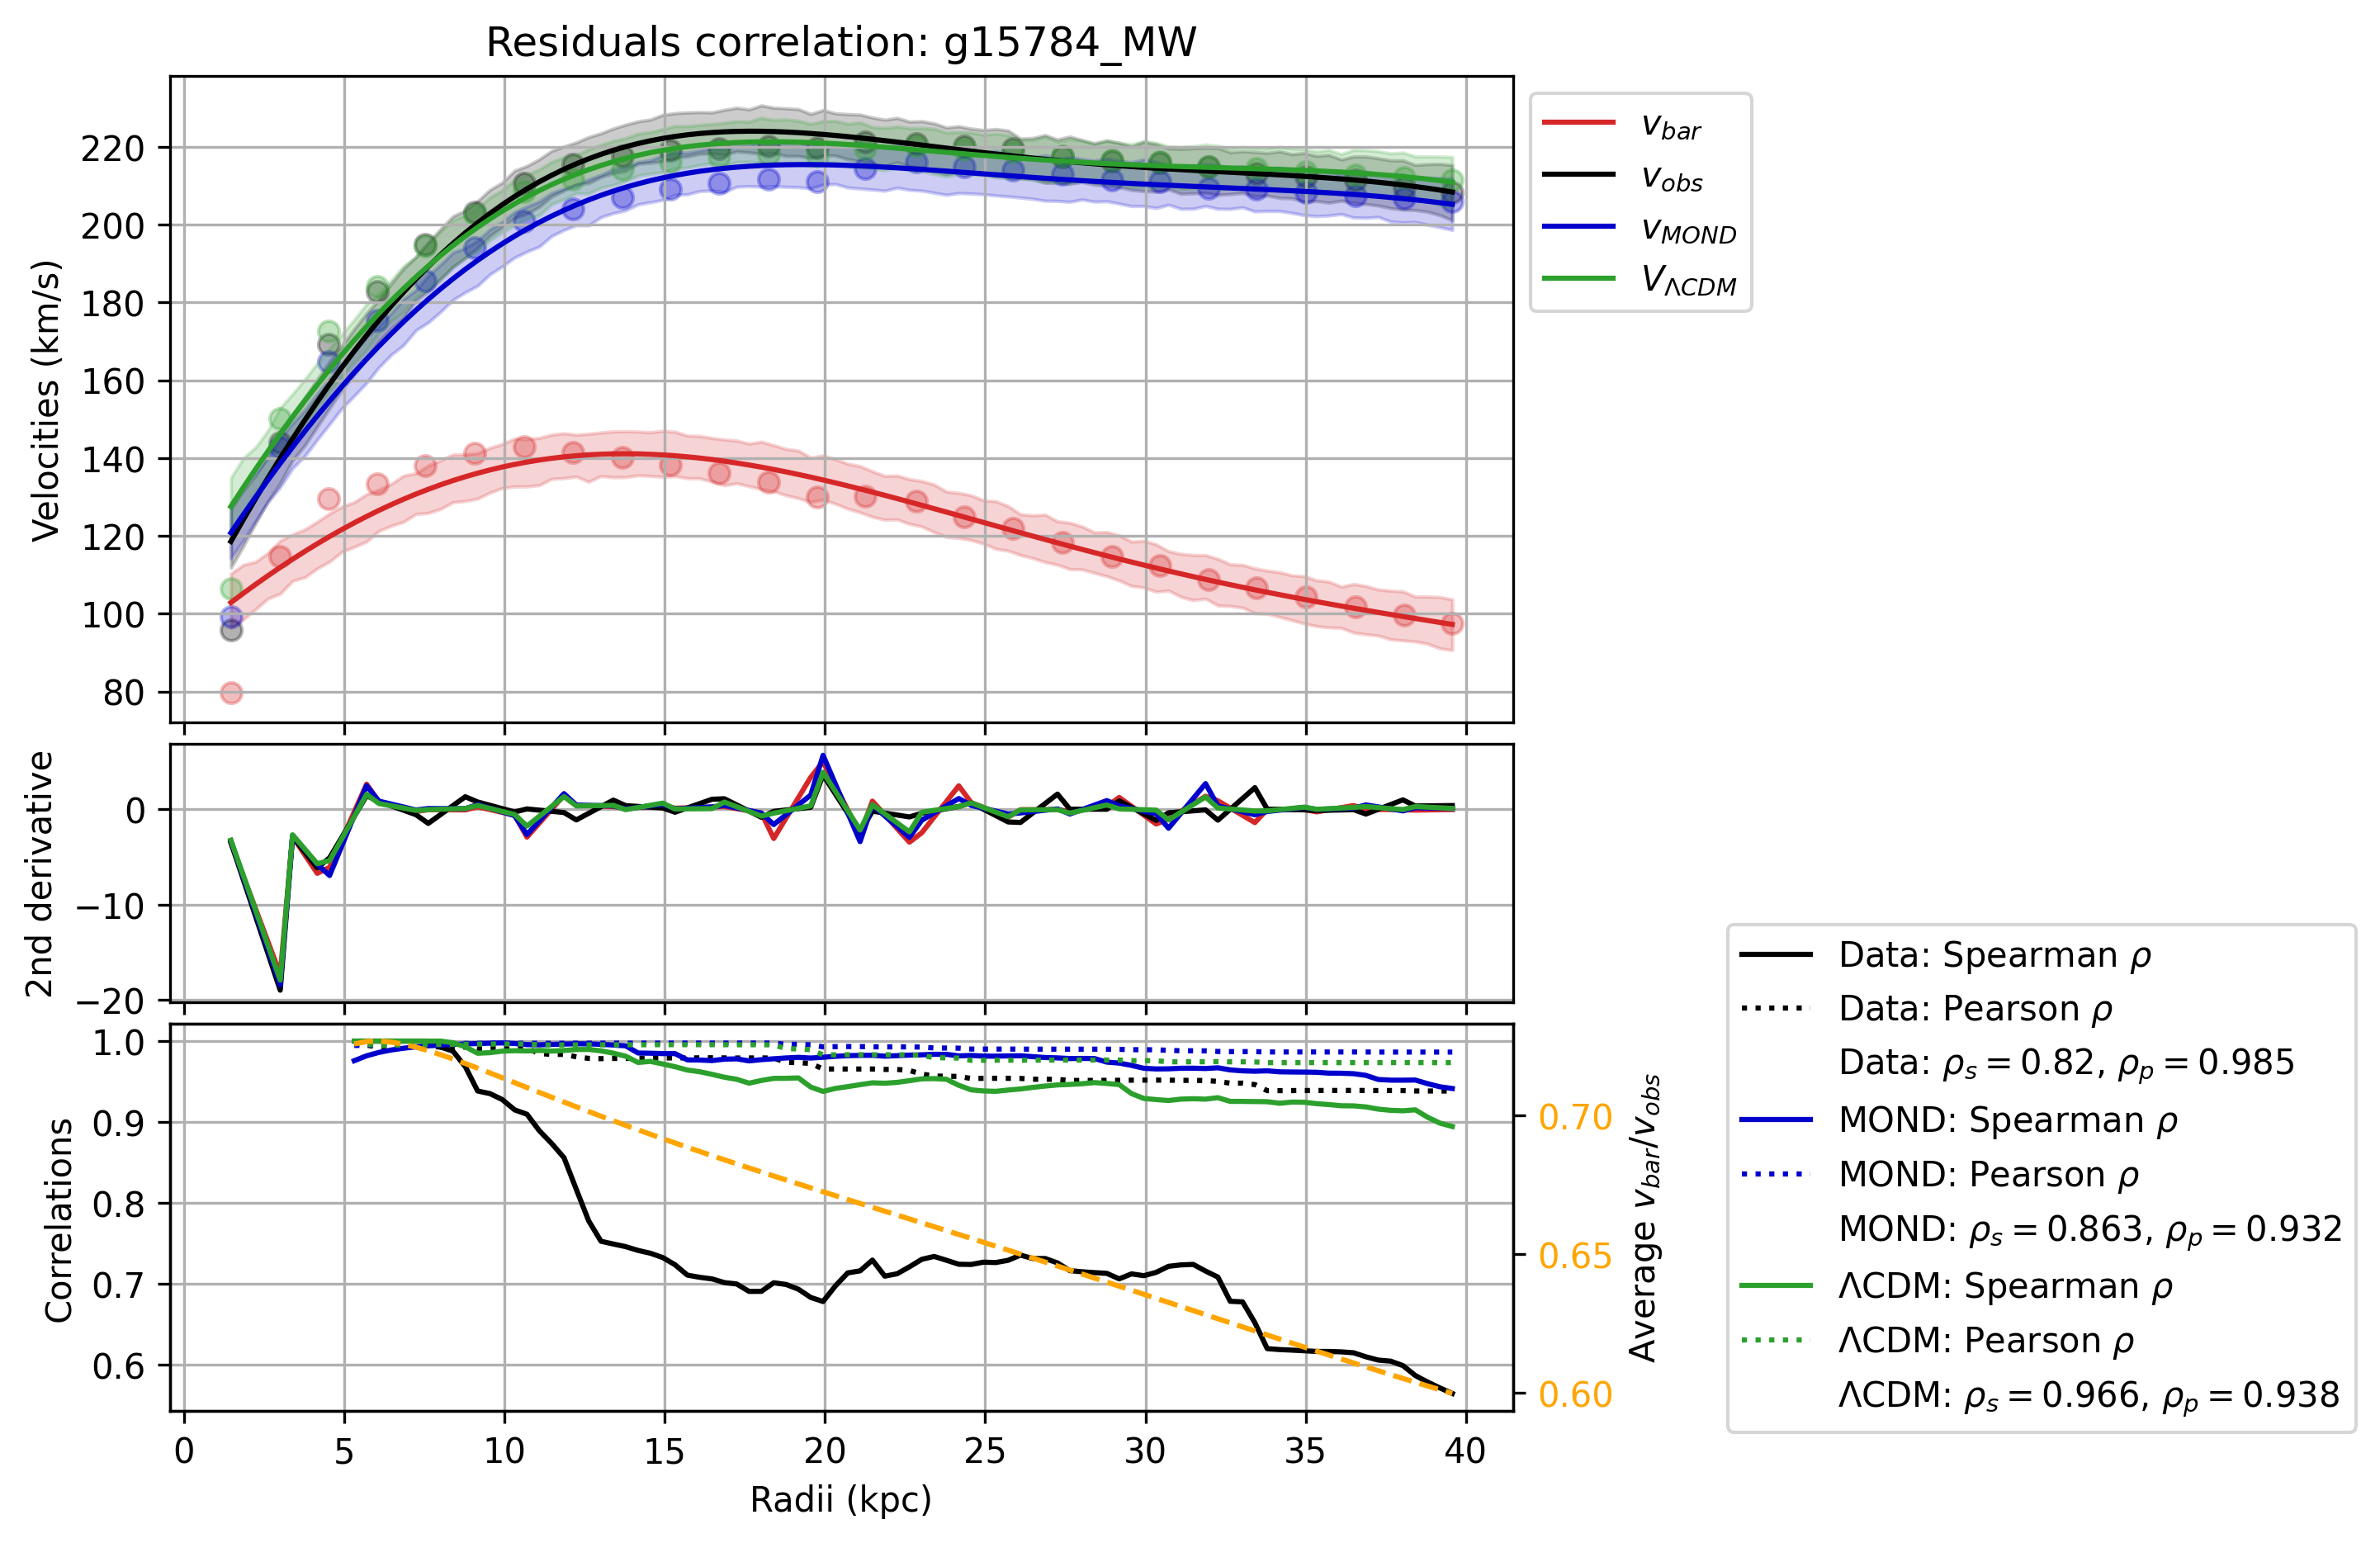 Residuals correlation: g15784_MW
Velocities (km/s)
220
200
180
160
140
120
100
80
v_bar
v_obs
v_MOND
V_ΛCDM
2nd derivative
0
−10
−20
Correlations
1.0
0.9
0.8
0.7
0.6
0.70
0.65
0.60
Average v_bar/v_obs
0 5 10 15 20 25 30 35 40
Radii (kpc)
Data: Spearman ρ
Data: Pearson ρ
Data: ρ_s = 0.82, ρ_p = 0.985
MOND: Spearman ρ
MOND: Pearson ρ
MOND: ρ_s = 0.863, ρ_p = 0.932
ΛCDM: Spearman ρ
ΛCDM: Pearson ρ
ΛCDM: ρ_s = 0.966, ρ_p = 0.938